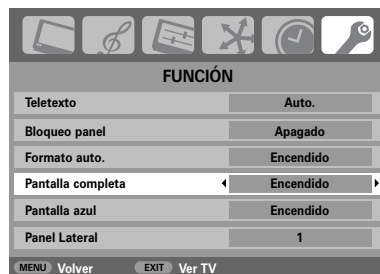 FUNCIÓN
Teletexto Auto.
Bloqueo panel Apagado
Formato auto. Encendido
Pantalla completa Encendido
Pantalla azul Encendido
Panel Lateral 1
MENU Volver EXIT Ver TV